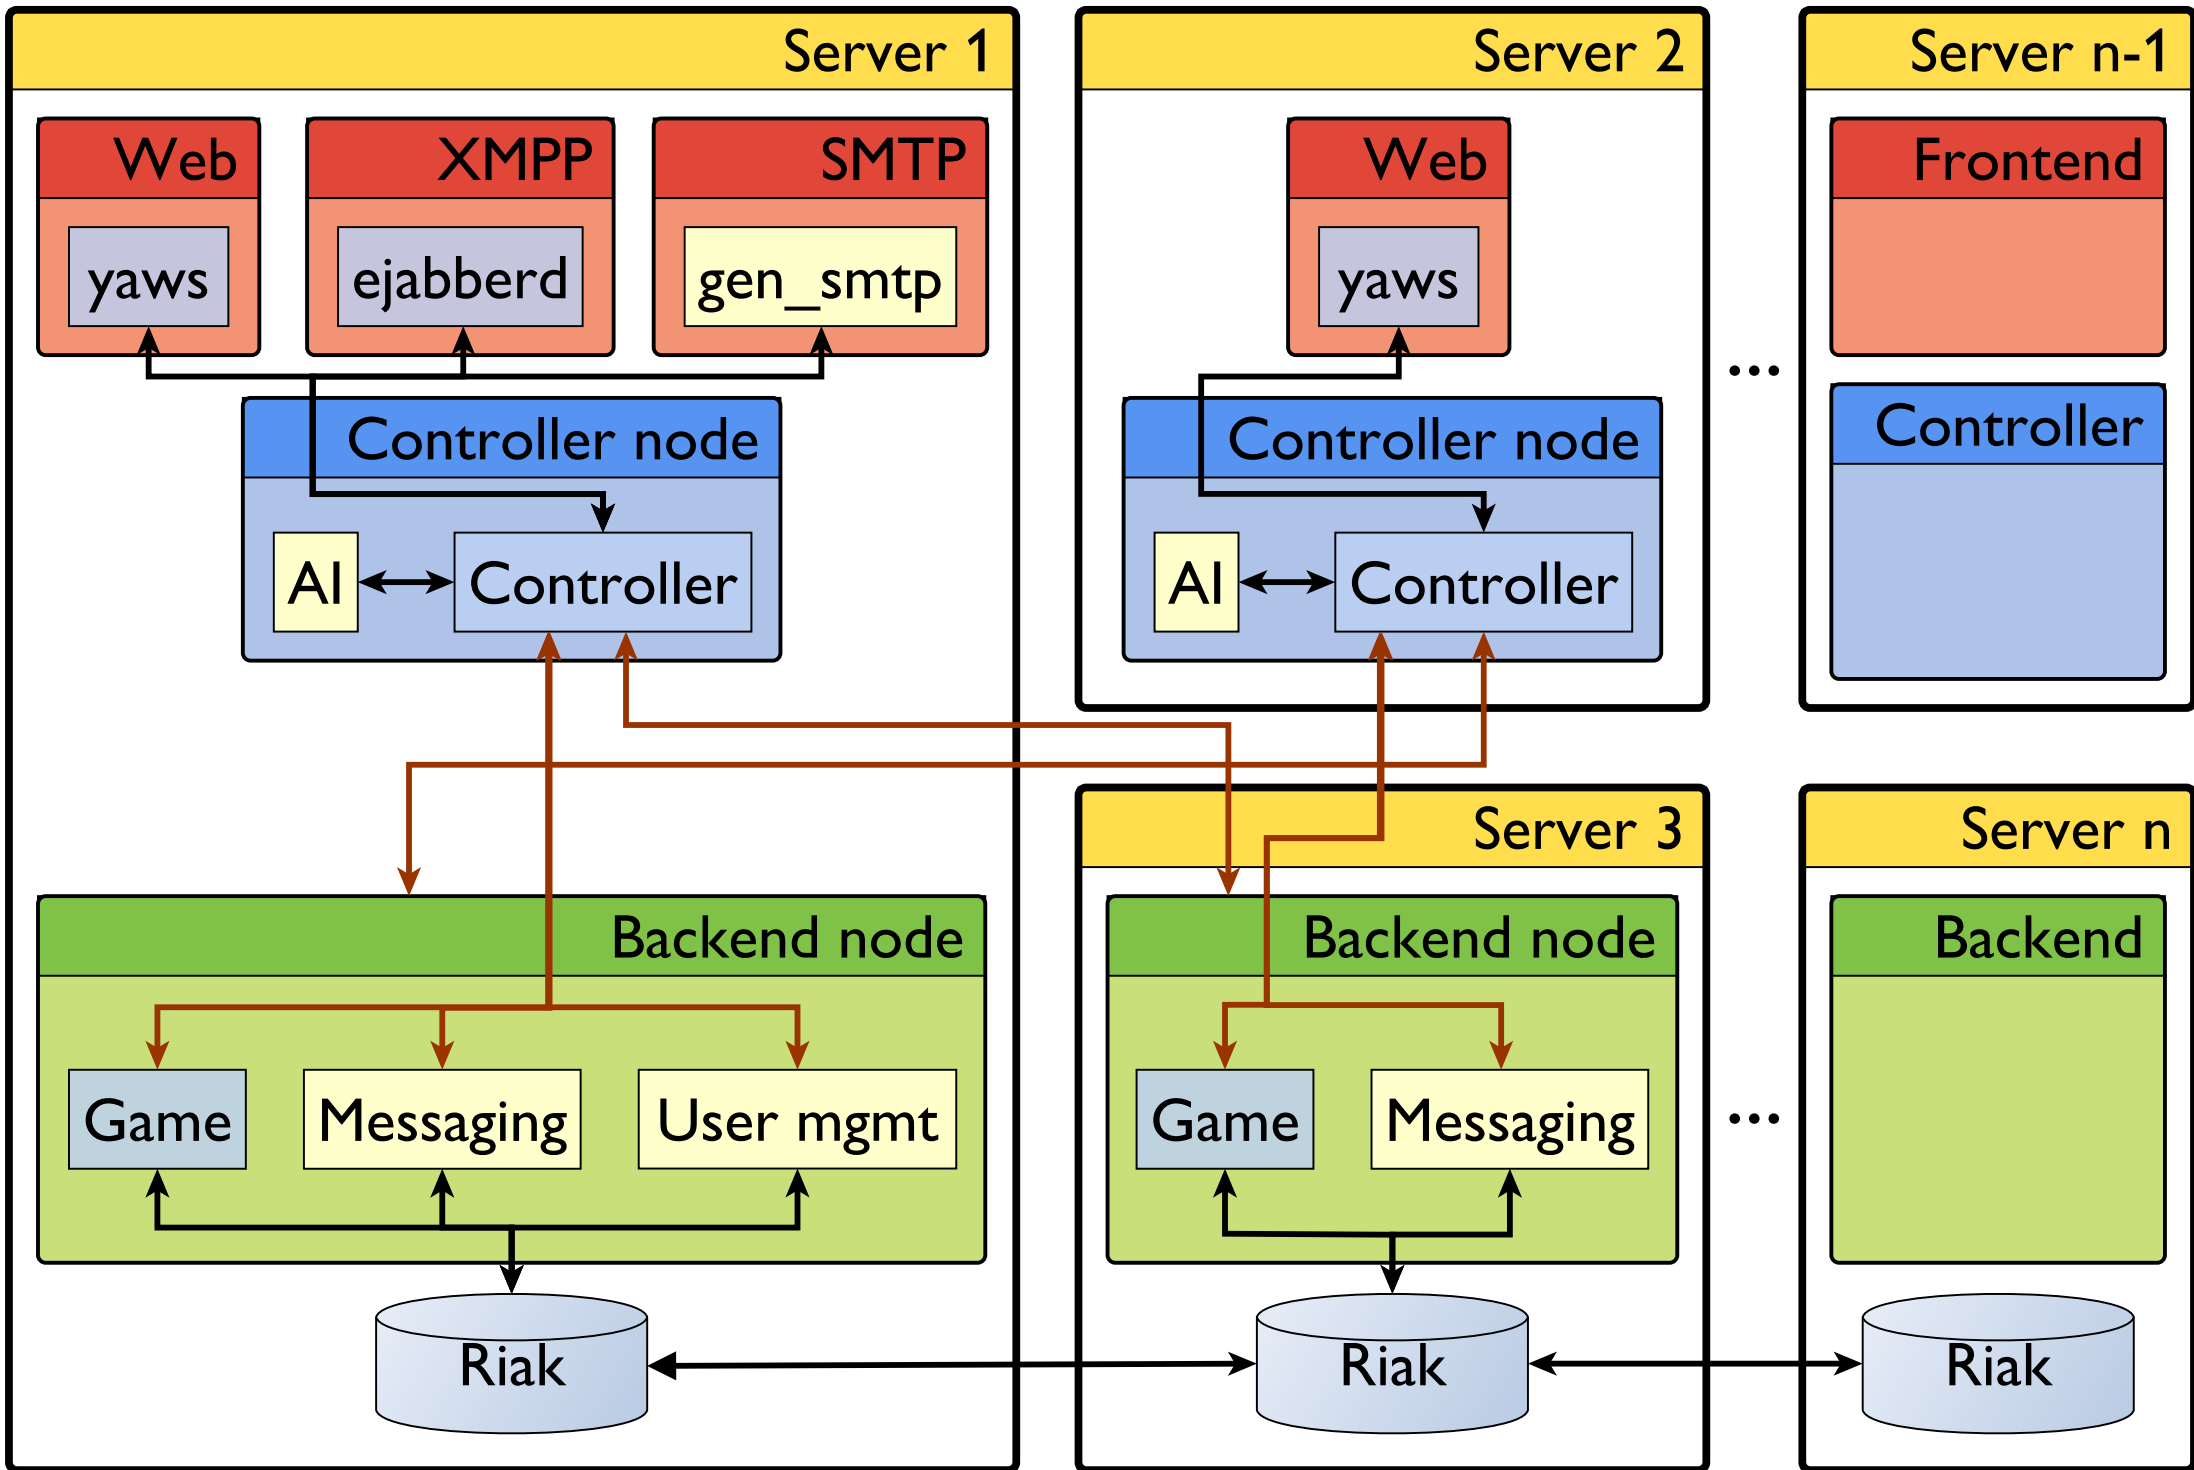 Server 1
Web
XMPP
SMTP
yaws
ejabberd
gen_smtp
Controller node
AI
Controller
Backend node
Game
Messaging
User mgmt
Riak
Server 2
Web
yaws
Controller node
AI
Controller
...
Server n-1
Frontend
Controller
Server 3
Backend node
Game
Messaging
Riak
...
Server n
Backend
Riak